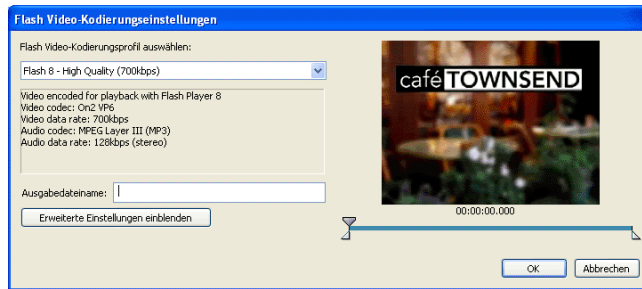 Flash Video-Kodierungseinstellungen
Flash Video-Kodierungsprofil auswählen:
Flash 8 - High Quality (700kbps)
Video encoded for playback with Flash Player 8
Video codec: On2 VP6
Video data rate: 700kbps
Audio codec: MPEG Layer III (MP3)
Audio data rate: 128kbps (stereo)
Ausgabedateiname:
Erweiterte Einstellungen einblenden
café TOWNSEND
00:00:00.000
OK
Abbrechen